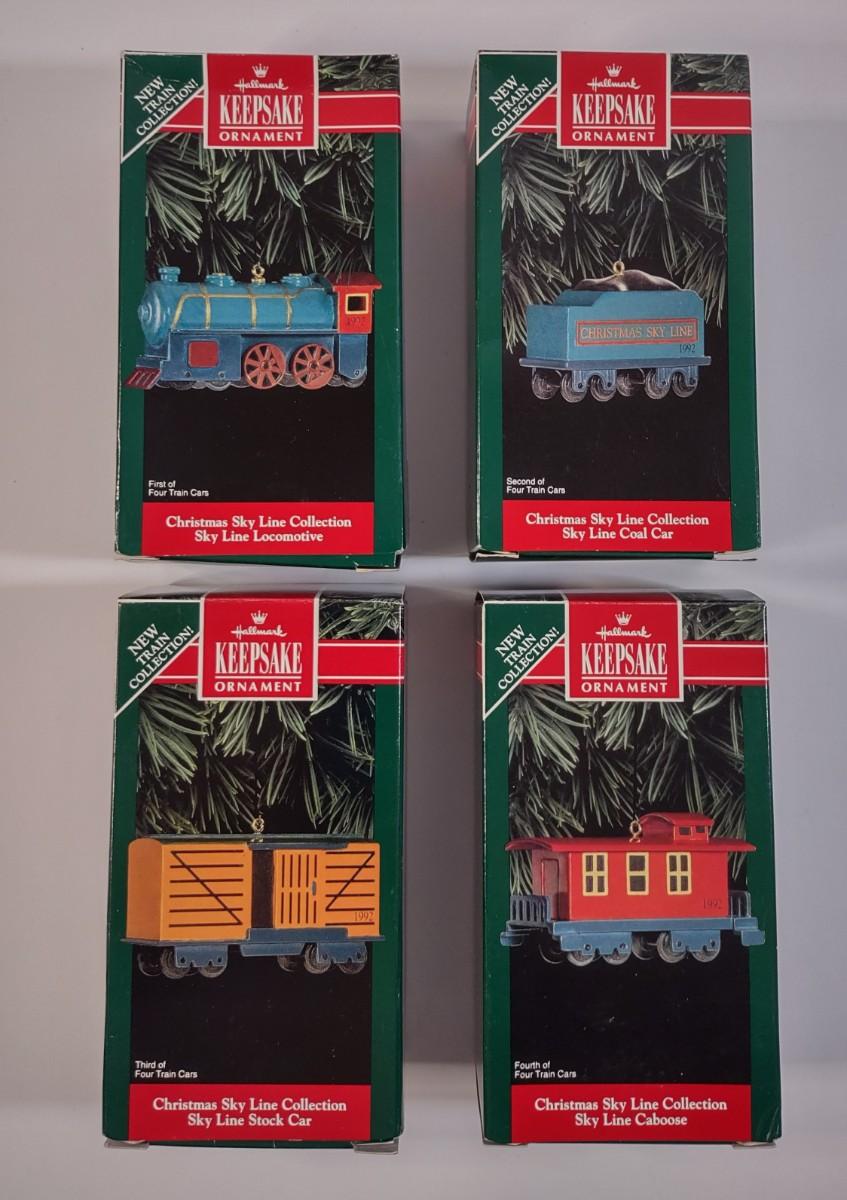 NEW
TRAIN
COLLECTION!
Hallmark
KEEPSAKE
ORNAMENT
1992
First of
Four Train Cars
Christmas Sky Line Collection
Sky Line Locomotive
NEW
TRAIN
COLLECTION!
Hallmark
KEEPSAKE
ORNAMENT
CHRISTMAS SKY LINE
1992
Second of
Four Train Cars
Christmas Sky Line Collection
Sky Line Coal Car
NEW
TRAIN
COLLECTION!
Hallmark
KEEPSAKE
ORNAMENT
1992
Third of
Four Train Cars
Christmas Sky Line Collection
Sky Line Stock Car
NEW
TRAIN
COLLECTION!
Hallmark
KEEPSAKE
ORNAMENT
1992
Fourth of
Four Train Cars
Christmas Sky Line Collection
Sky Line Caboose